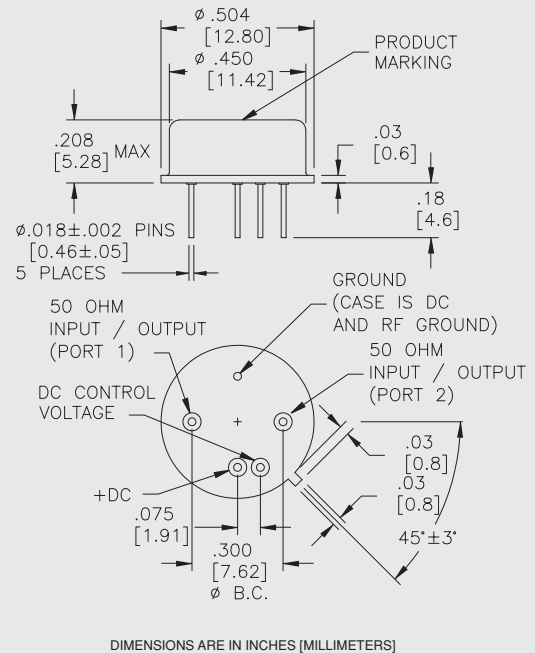 ø .504
[12.80]
ø .450
[11.42]
PRODUCT
MARKING
.208
[5.28] MAX
.03
[0.6]
.18
[4.6]
ø.018±.002 PINS
[0.46±.05]
5 PLACES
GROUND
(CASE IS DC
AND RF GROUND)
50 OHM
INPUT / OUTPUT
(PORT 1)
50 OHM
INPUT / OUTPUT
(PORT 2)
DC CONTROL
VOLTAGE
+DC
.03
[0.8]
.03
[0.8]
45°±3°
.075
[1.91]
.300
[7.62]
ø B.C.
DIMENSIONS ARE IN INCHES [MILLIMETERS]